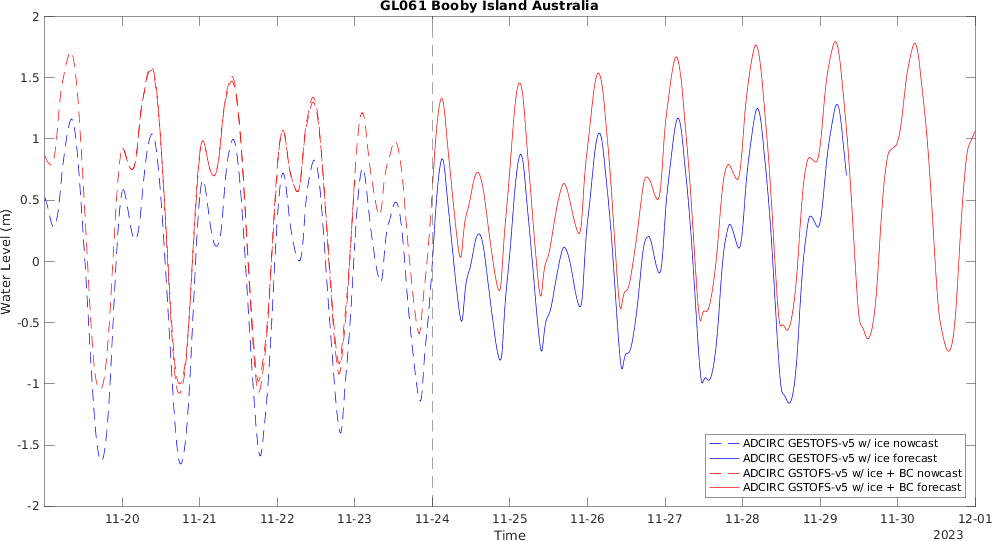 GL061 Booby Island Australia
2
1.5
1
0.5
0
-0.5
-1
-1.5
-2
Water Level (m)
ADCIRC GESTOFS-v5 w/ ice nowcast
ADCIRC GESTOFS-v5 w/ ice forecast
ADCIRC GSTOFS-v5 w/ ice + BC nowcast
ADCIRC GSTOFS-v5 w/ ice + BC forecast
11-20 11-21 11-22 11-23 11-24 11-25 11-26 11-27 11-28 11-29 11-30 12-01
Time
2023